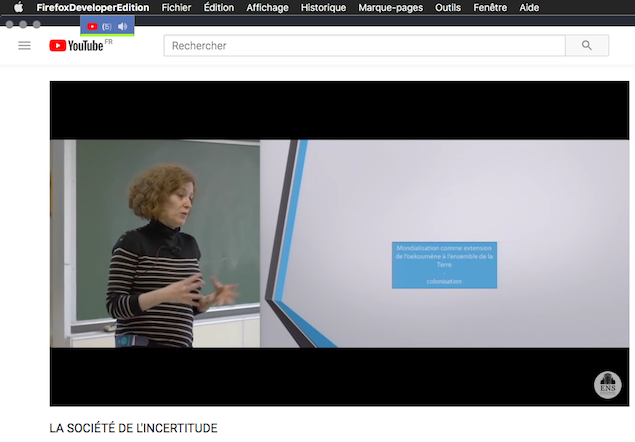 FirefoxDeveloperEdition Fichier Édition Affichage Historique Marque-pages Outils Fenêtre Aide
(5)
YouTube FR
Rechercher
Mondialisation comme extension
de l'oekoumène à l'ensemble de la
Terre
-
colonisation
ENS
LA SOCIÉTÉ DE L'INCERTITUDE